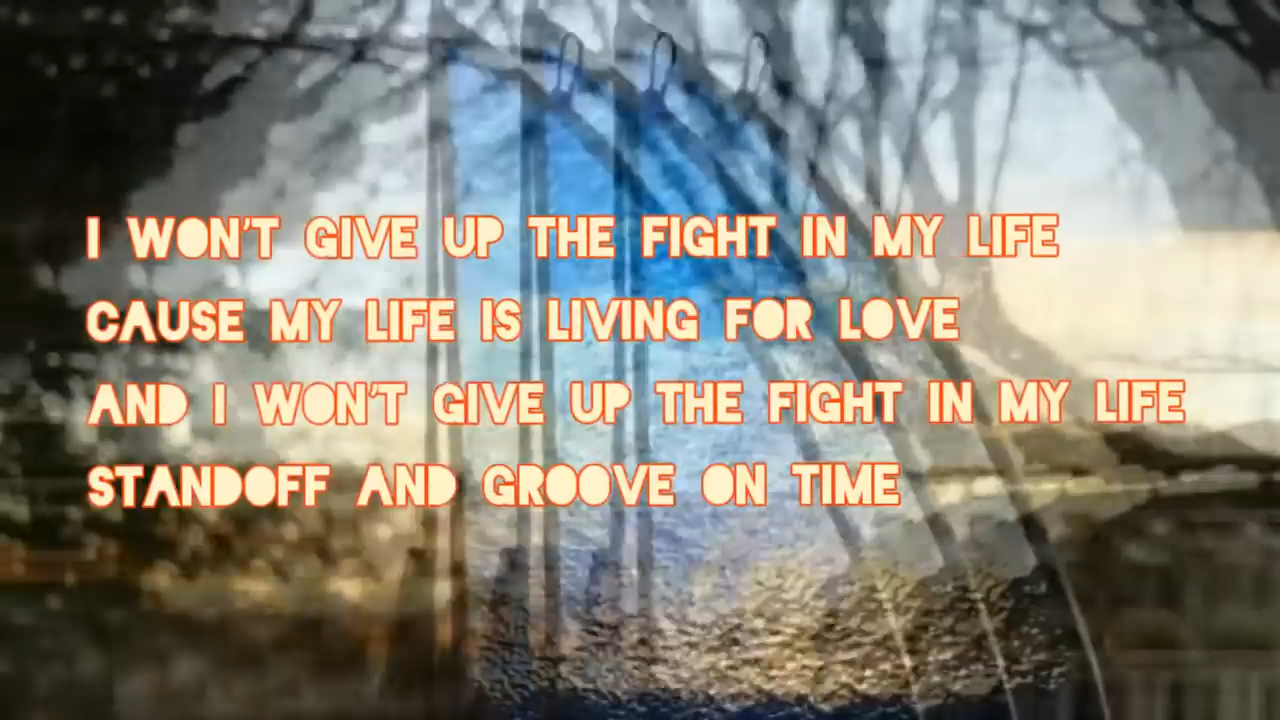 I WON'T GIVE UP THE FIGHT IN MY LIFE
CAUSE MY LIFE IS LIVING FOR LOVE
AND I WON'T GIVE UP THE FIGHT IN MY LIFE
STANDOFF AND GROOVE ON TIME